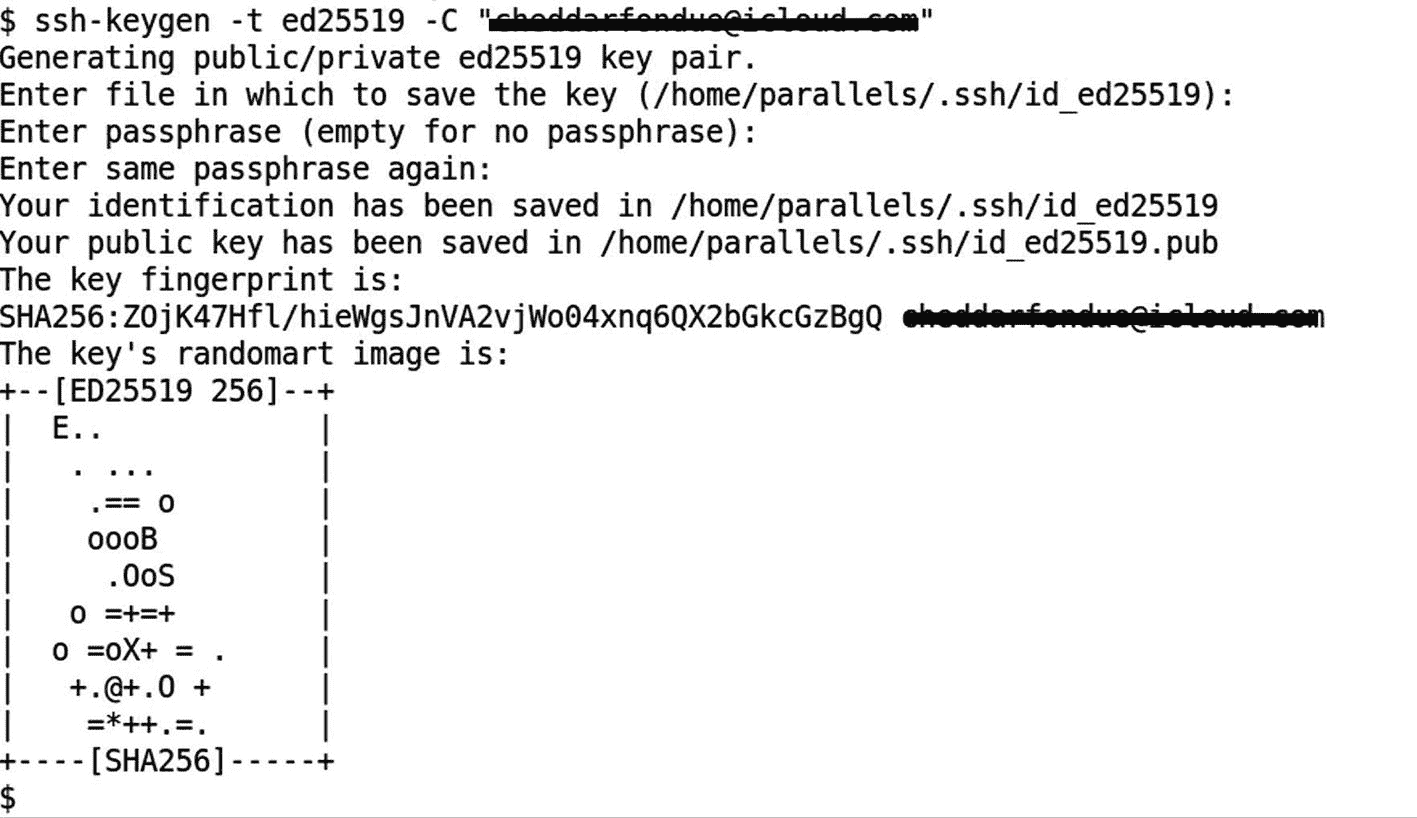 $ ssh-keygen -t ed25519 -C ""
Generating public/private ed25519 key pair.
Enter file in which to save the key (/home/parallels/.ssh/id_ed25519):
Enter passphrase (empty for no passphrase):
Enter same passphrase again:
Your identification has been saved in /home/parallels/.ssh/id_ed25519
Your public key has been saved in /home/parallels/.ssh/id_ed25519.pub
The key fingerprint is:
SHA256:ZOjK47Hfl/hieWgsJnVA2vjWo04xnq6QX2bGkcGzBgQ
The key's randomart image is:
+--[ED25519 256]--+
|  E..            |
|   . ...         |
|    .== o        |
|    oooB         |
|     .OoS        |
|   o =+=+        |
|  o =oX+ = .     |
|   +.@+.O +      |
|    =*++.=.      |
+----[SHA256]-----+
$